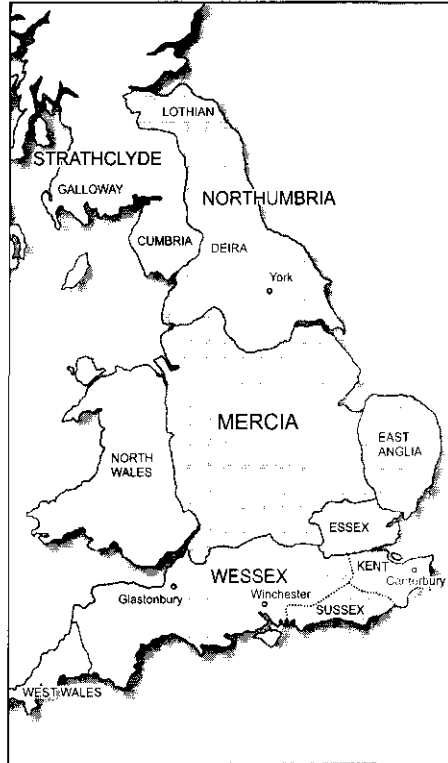 LOTHIAN
STRATHCLYDE
GALLOWAY
NORTHUMBRIA
CUMBRIA
DEIRA
York
MERCIA
EAST
ANGLIA
NORTH
WALES
ESSEX
WESSEX
KENT
Canterbury
Glastonbury
Winchester
SUSSEX
WEST WALES